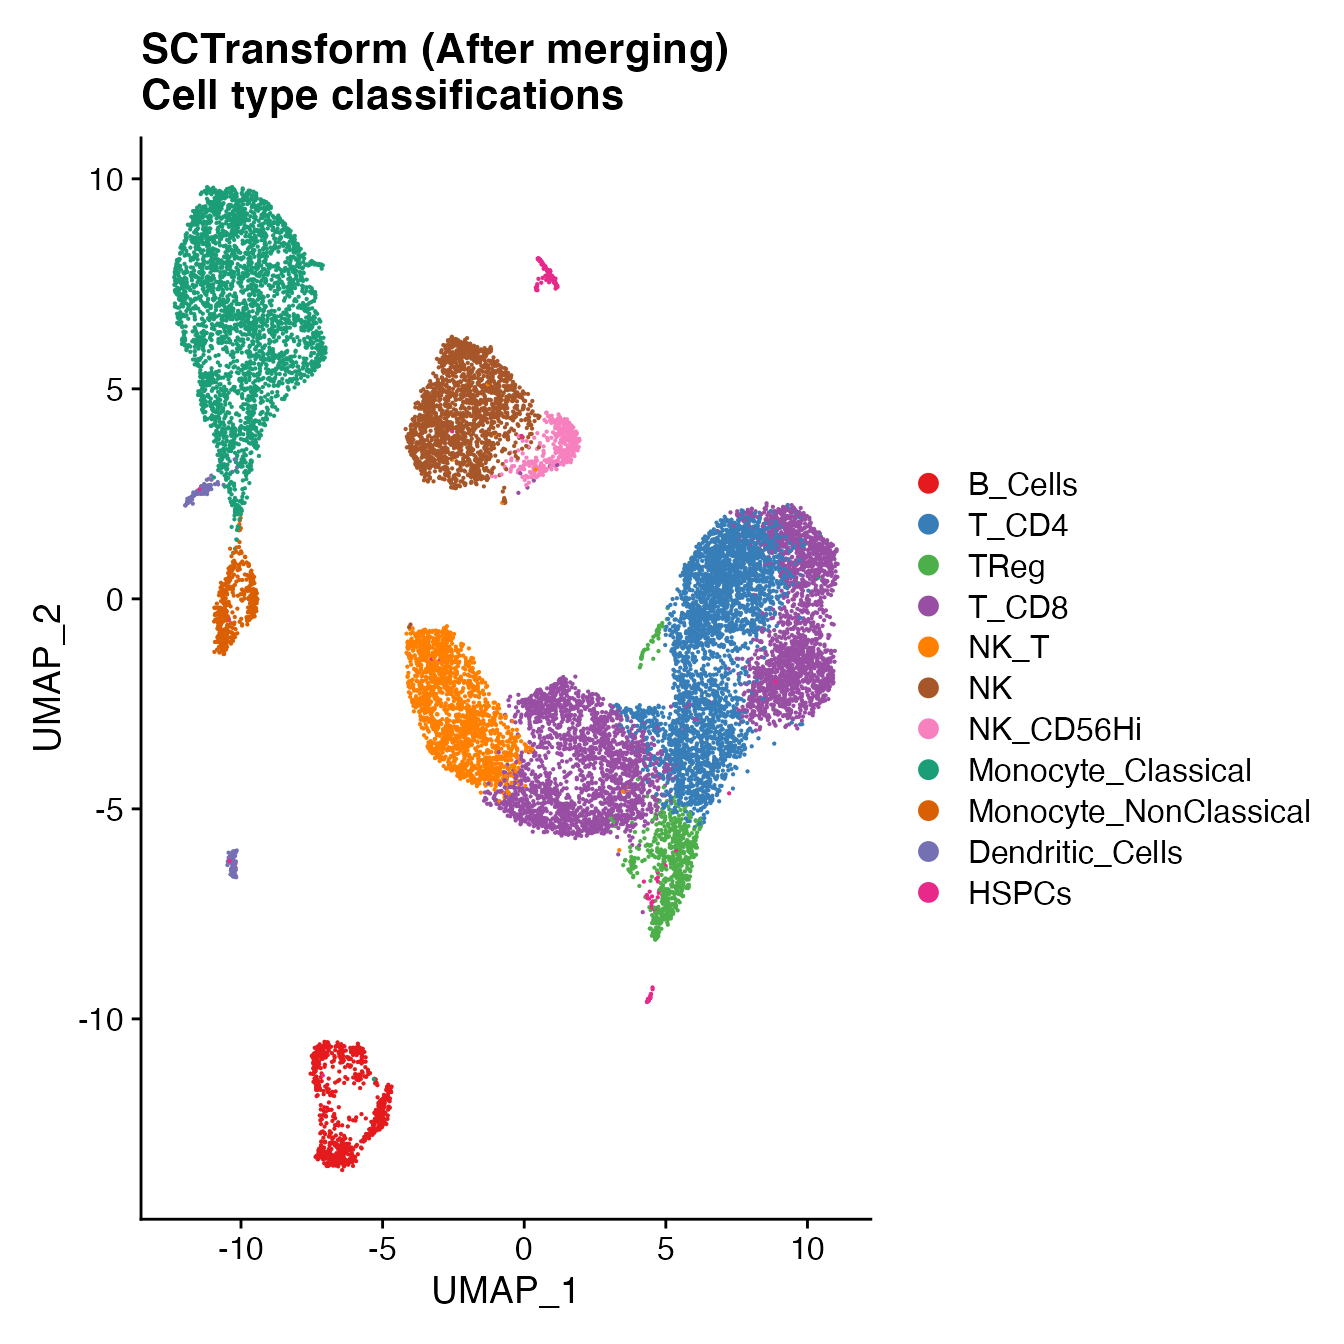 SCTransform (After merging)
Cell type classifications
10
5
0
-5
-10
UMAP_2
-10
-5
0
5
10
UMAP_1
B_Cells
T_CD4
TReg
T_CD8
NK_T
NK
NK_CD56Hi
Monocyte_Classical
Monocyte_NonClassical
Dendritic_Cells
HSPCs